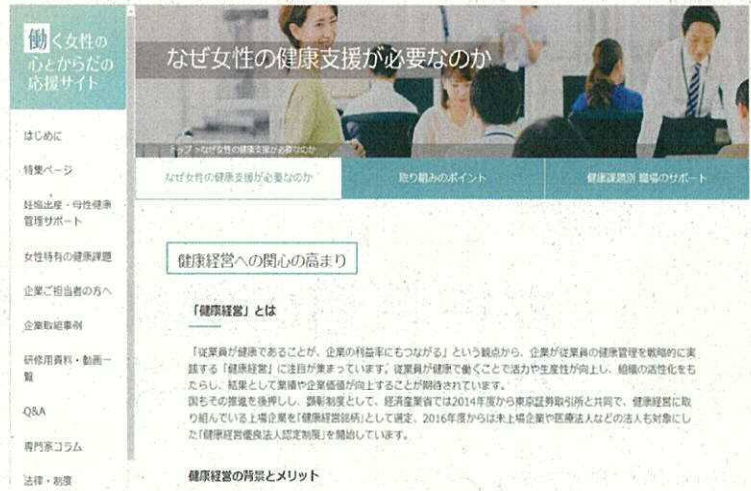 働く女性の
心とからだの
応援サイト
はじめに
特集ページ
妊娠出産・母性健康
管理サポート
女性特有の健康課題
企業ご担当者の方へ
企業取組事例
研修用資料・動画一
覧
Q&A
専門家コラム
法律・制度
なぜ女性の健康支援が必要なのか
トップ > なぜ女性の健康支援が必要なのか
なぜ女性の健康支援が必要なのか
取り組みのポイント
健康課題別 職場のサポート
健康経営への関心の高まり
「健康経営」とは
「従業員が健康であることが、企業の利益率にもつながる」という観点から、企業が従業員の健康管理を戦略的に実
践する「健康経営」に注目が集まっています。従業員が健康で働くことで活力や生産性が向上し、組織の活性化をも
たらし、結果として業績や企業価値が向上することが期待されています。
国もその推進を後押しし、顕彰制度として、経済産業省では2014年度から東京証券取引所と共同で、健康経営に取
り組んでいる上場企業を「健康経営銘柄」として選定、2016年度からは未上場企業や医療法人などの法人も対象にし
た「健康経営優良法人認定制度」を開始しています。
健康経営の背景とメリット